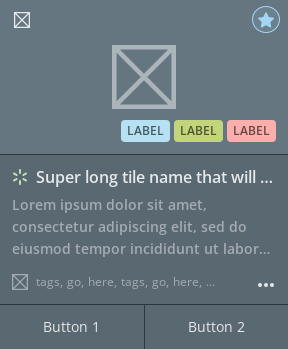 LABEL LABEL LABEL
Super long tile name that will ...
Lorem ipsum dolor sit amet,
consectetur adipiscing elit, sed do
eiusmod tempor incididunt ut labor...
tags, go, here, tags, go, here, ...
Button 1 Button 2